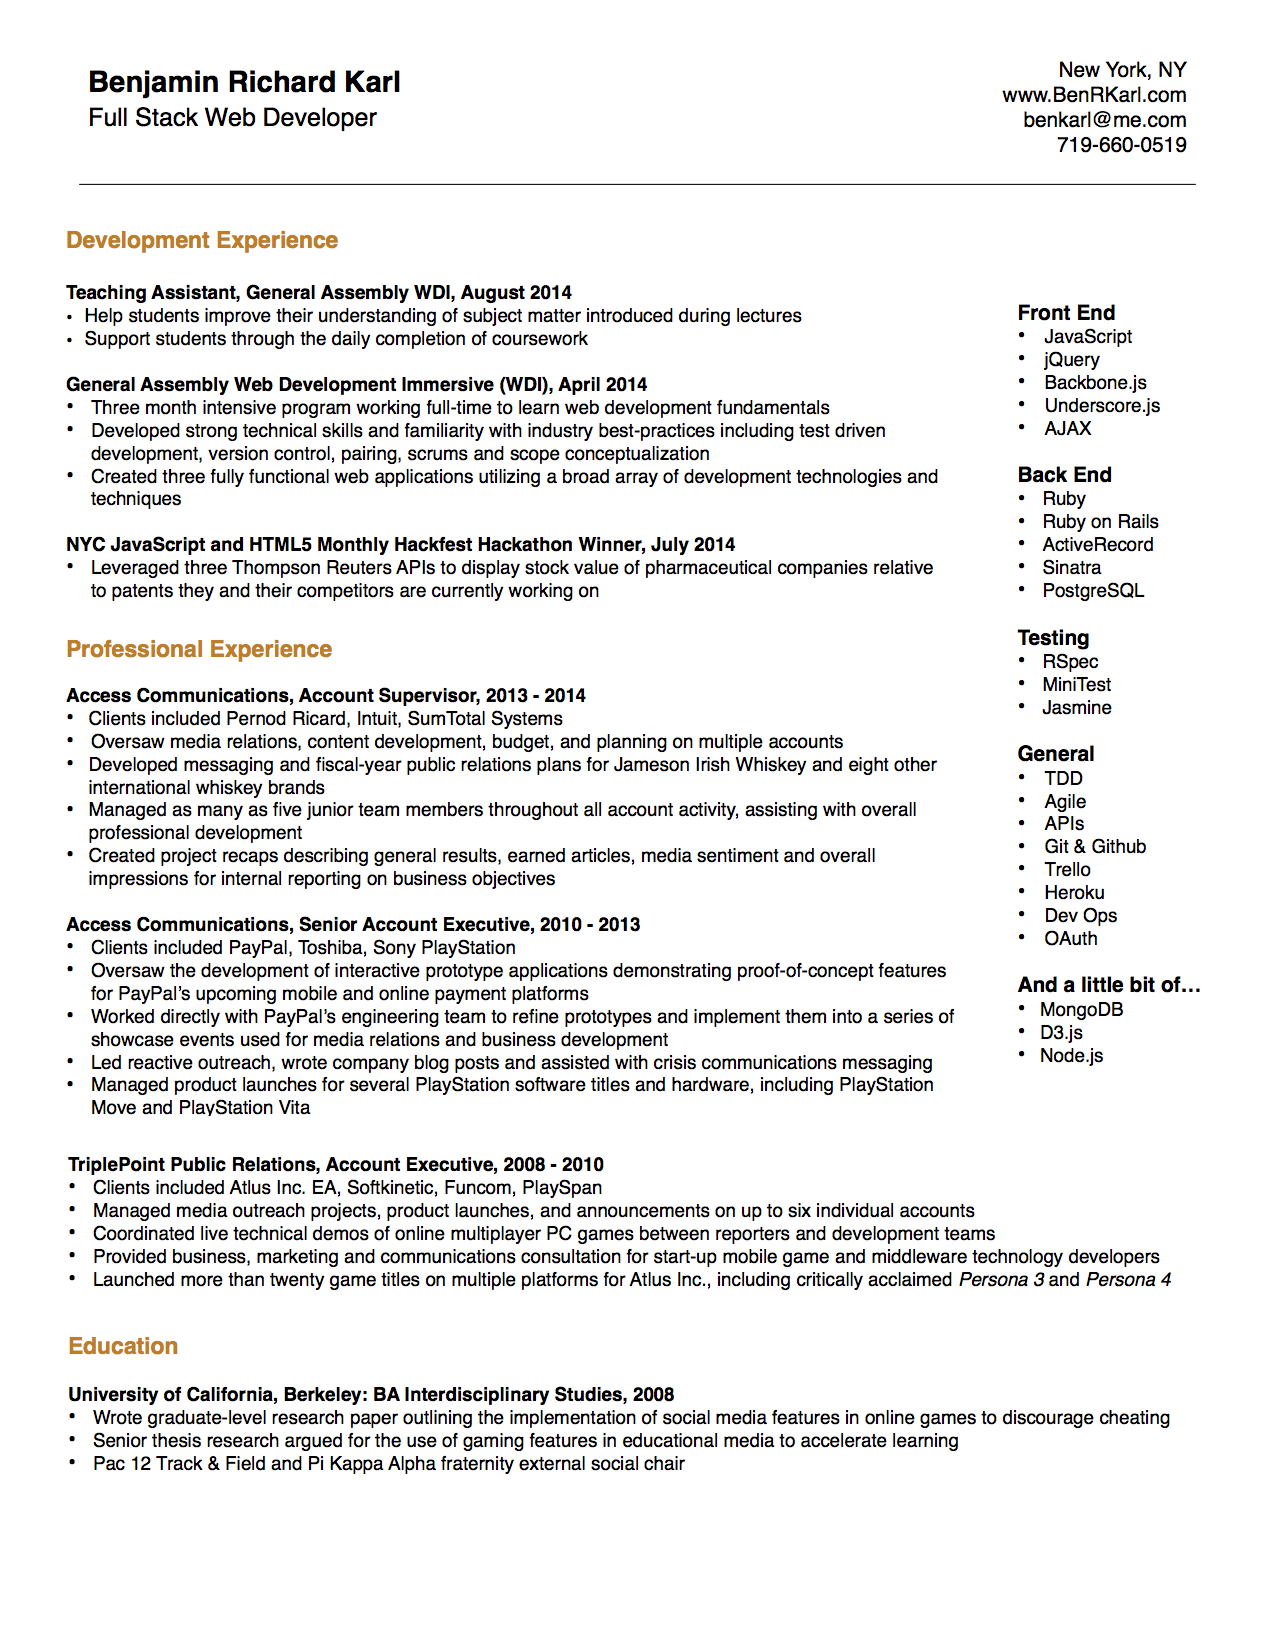 Benjamin Richard Karl
Full Stack Web Developer
New York, NY
www.BenRKarl.com
benkarl@me.com
719-660-0519
Development Experience
Teaching Assistant, General Assembly WDI, August 2014
• Help students improve their understanding of subject matter introduced during lectures
• Support students through the daily completion of coursework
General Assembly Web Development Immersive (WDI), April 2014
• Three month intensive program working full-time to learn web development fundamentals
• Developed strong technical skills and familiarity with industry best-practices including test driven
development, version control, pairing, scrums and scope conceptualization
• Created three fully functional web applications utilizing a broad array of development technologies and
techniques
NYC JavaScript and HTML5 Monthly Hackfest Hackathon Winner, July 2014
• Leveraged three Thompson Reuters APIs to display stock value of pharmaceutical companies relative
to patents they and their competitors are currently working on
Professional Experience
Access Communications, Account Supervisor, 2013 - 2014
• Clients included Pernod Ricard, Intuit, SumTotal Systems
• Oversaw media relations, content development, budget, and planning on multiple accounts
• Developed messaging and fiscal-year public relations plans for Jameson Irish Whiskey and eight other
international whiskey brands
• Managed as many as five junior team members throughout all account activity, assisting with overall
professional development
• Created project recaps describing general results, earned articles, media sentiment and overall
impressions for internal reporting on business objectives
Access Communications, Senior Account Executive, 2010 - 2013
• Clients included PayPal, Toshiba, Sony PlayStation
• Oversaw the development of interactive prototype applications demonstrating proof-of-concept features
for PayPal's upcoming mobile and online payment platforms
• Worked directly with PayPal's engineering team to refine prototypes and implement them into a series of
showcase events used for media relations and business development
• Led reactive outreach, wrote company blog posts and assisted with crisis communications messaging
• Managed product launches for several PlayStation software titles and hardware, including PlayStation
Move and PlayStation Vita
Front End
• JavaScript
• jQuery
• Backbone.js
• Underscore.js
• AJAX
Back End
• Ruby
• Ruby on Rails
• ActiveRecord
• Sinatra
• PostgreSQL
Testing
• RSpec
• MiniTest
• Jasmine
General
• TDD
• Agile
• APIs
• Git & Github
• Trello
• Heroku
• Dev Ops
• OAuth
And a little bit of…
• MongoDB
• D3.js
• Node.js
TriplePoint Public Relations, Account Executive, 2008 - 2010
• Clients included Atlus Inc. EA, Softkinetic, Funcom, PlaySpan
• Managed media outreach projects, product launches, and announcements on up to six individual accounts
• Coordinated live technical demos of online multiplayer PC games between reporters and development teams
• Provided business, marketing and communications consultation for start-up mobile game and middleware technology developers
• Launched more than twenty game titles on multiple platforms for Atlus Inc., including critically acclaimed Persona 3 and Persona 4
Education
University of California, Berkeley: BA Interdisciplinary Studies, 2008
• Wrote graduate-level research paper outlining the implementation of social media features in online games to discourage cheating
• Senior thesis research argued for the use of gaming features in educational media to accelerate learning
• Pac 12 Track & Field and Pi Kappa Alpha fraternity external social chair